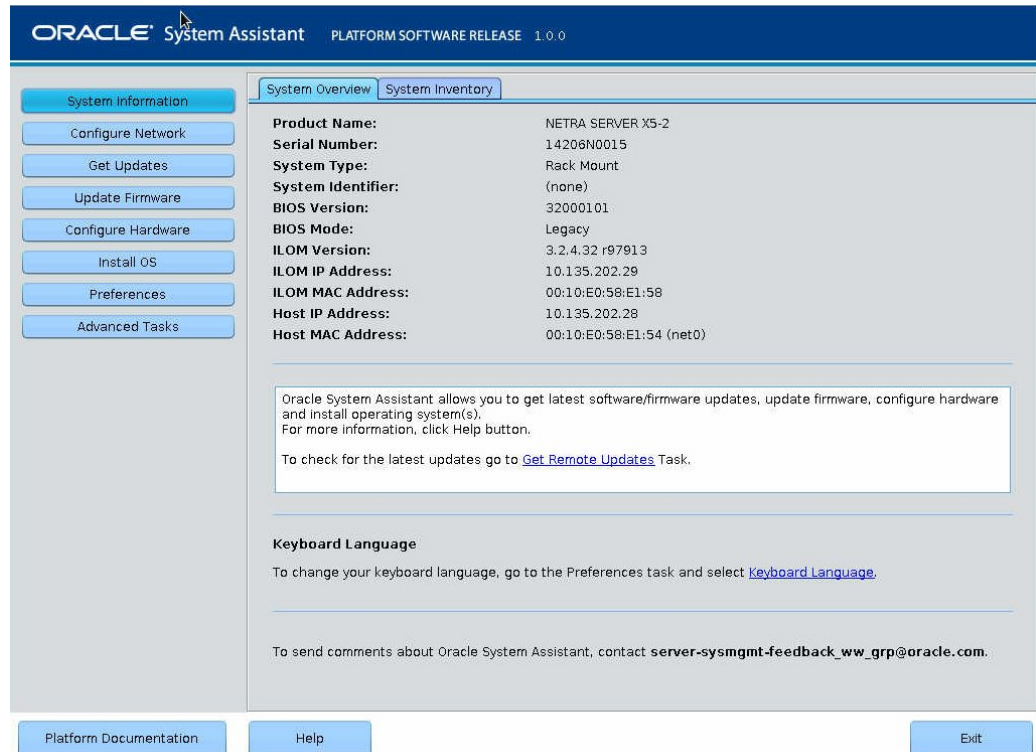 ORACLE® System Assistant PLATFORM SOFTWARE RELEASE 1.0.0
System Information
Configure Network
Get Updates
Update Firmware
Configure Hardware
Install OS
Preferences
Advanced Tasks
System Overview System Inventory
Product Name: NETRA SERVER X5-2
Serial Number: 14206N0015
System Type: Rack Mount
System Identifier: (none)
BIOS Version: 32000101
BIOS Mode: Legacy
ILOM Version: 3.2.4.32 r97913
ILOM IP Address: 10.135.202.29
ILOM MAC Address: 00:10:E0:58:E1:58
Host IP Address: 10.135.202.28
Host MAC Address: 00:10:E0:58:E1:54 (net0)
Oracle System Assistant allows you to get latest software/firmware updates, update firmware, configure hardware
and install operating system(s).
For more information, click Help button.
To check for the latest updates go to Get Remote Updates Task.
Keyboard Language
To change your keyboard language, go to the Preferences task and select Keyboard Language.
To send comments about Oracle System Assistant, contact server-sysmgmt-feedback_ww_grp@oracle.com.
Platform Documentation Help Exit